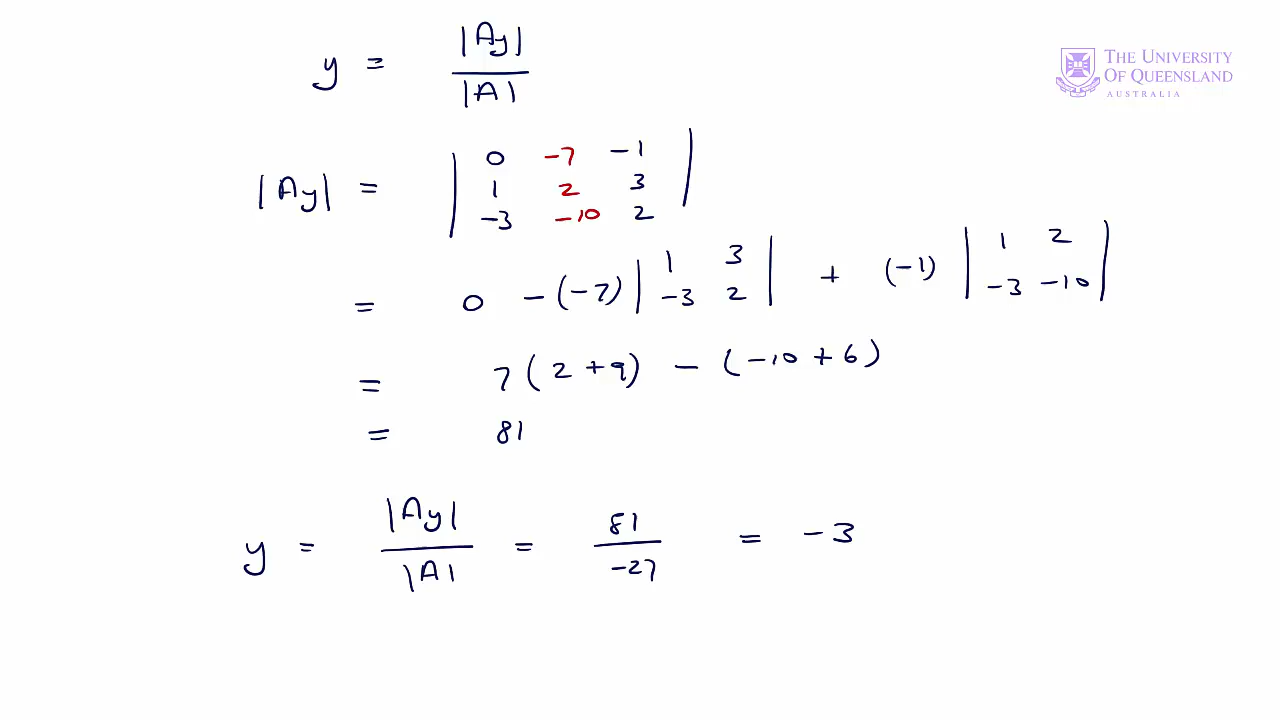 y = |Ay| / |A|
THE UNIVERSITY
OF QUEENSLAND
AUSTRALIA
|Ay| = | 0 -7 -1 |
| 1 2 3 |
| -3 -10 2 |
= 0 - (-7) | 1 3 | + (-1) | 1 2 |
| -3 2 | | -3 -10 |
= 7 ( 2 + 9 ) - ( -10 + 6 )
= 81
y = |Ay| / |A| = 81 / -27 = -3